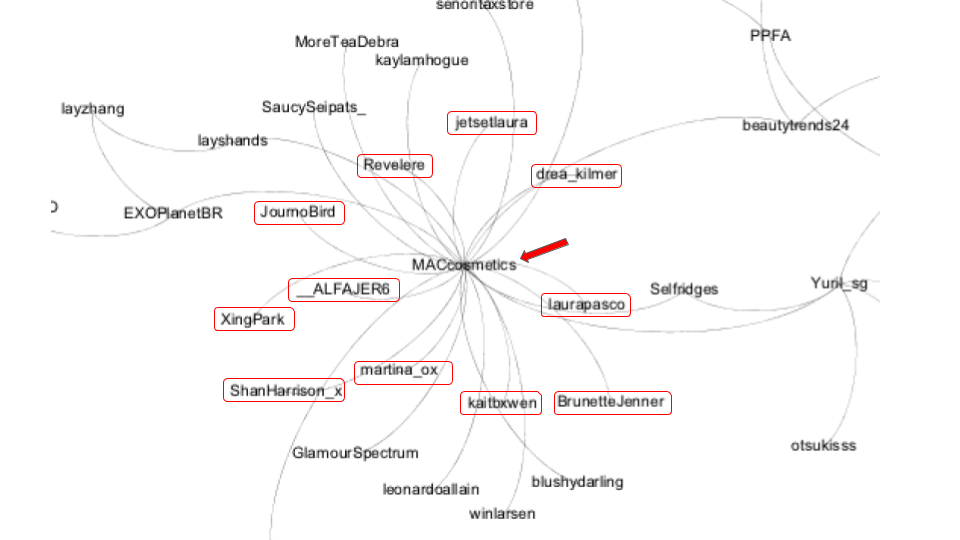 senoritaxstore
PPFA
MoreTeaDebra
kaylamhogue
layzhang
SaucySeipats_
jetsetlaura
beautytrends24
layshands
Revelere
drea_kilmer
EXOPlanetBR
JournoBird
MACcosmetics
__ALFAJER6
Selfridges
Yuril_sg
laurapasco
XingPark
martina_ox
ShanHarrison_x
kaitbxwen
BrunetteJenner
GlamourSpectrum
otsukisss
leonardoallain
blushydarling
winlarsen